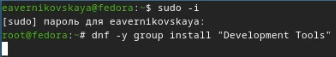 eavernikovskaya@fedora:~$ sudo -i
[sudo] пароль для eavernikovskaya:
root@fedora:~# dnf -y group install "Development Tools"